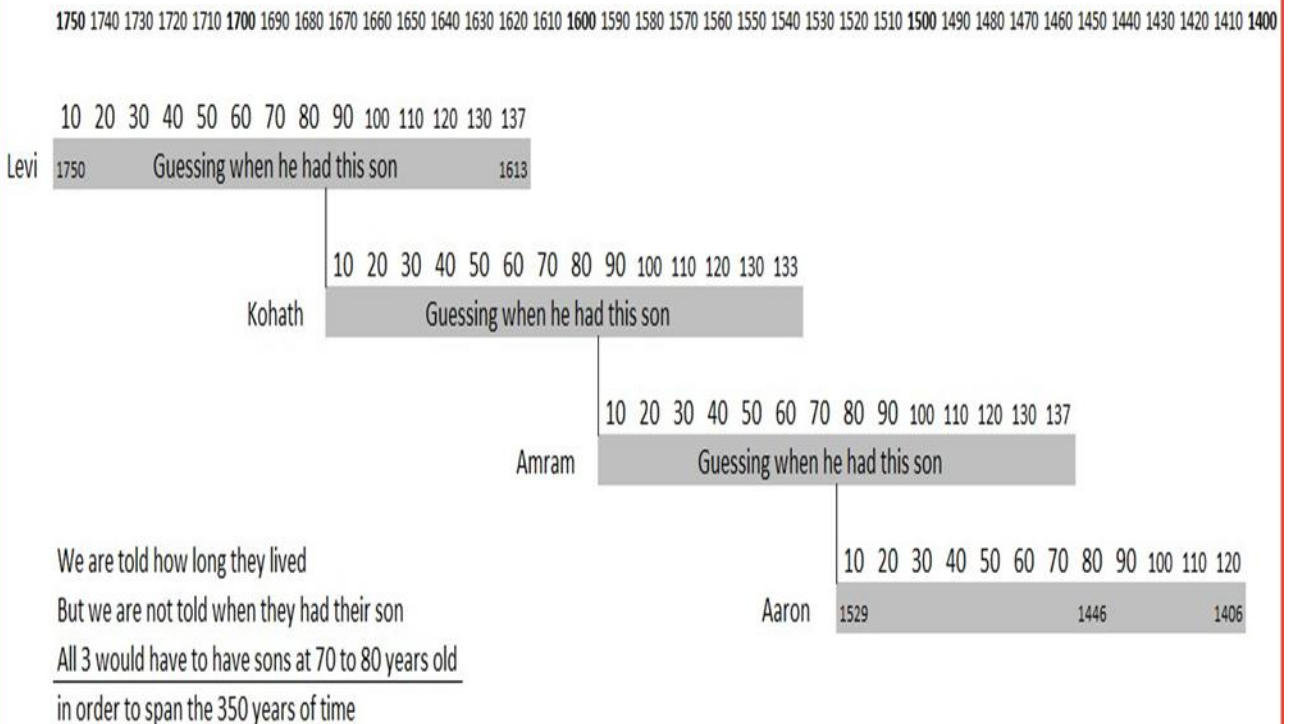 1750 1740 1730 1720 1710 1700 1690 1680 1670 1660 1650 1640 1630 1620 1610 1600 1590 1580 1570 1560 1550 1540 1530 1520 1510 1500 1490 1480 1470 1460 1450 1440 1430 1420 1410 1400
10 20 30 40 50 60 70 80 90 100 110 120 130 137
Levi 1750 Guessing when he had this son 1613
10 20 30 40 50 60 70 80 90 100 110 120 130 133
Kohath Guessing when he had this son
10 20 30 40 50 60 70 80 90 100 110 120 130 137
Amram Guessing when he had this son
10 20 30 40 50 60 70 80 90 100 110 120
Aaron 1529 1446 1406
We are told how long they lived
But we are not told when they had their son
All 3 would have to have sons at 70 to 80 years old
in order to span the 350 years of time